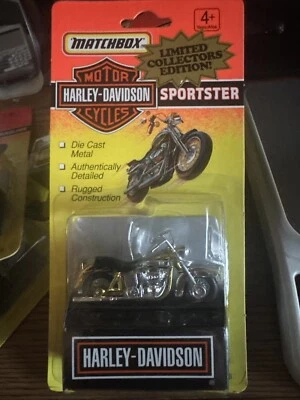 MATCHBOX
4+
LIMITED
COLLECTORS
EDITION!
MOTOR
HARLEY-DAVIDSON
CYCLES
SPORTSTER
Die Cast
Metal
Authentically
Detailed
Rugged
Construction
HARLEY-DAVIDSON